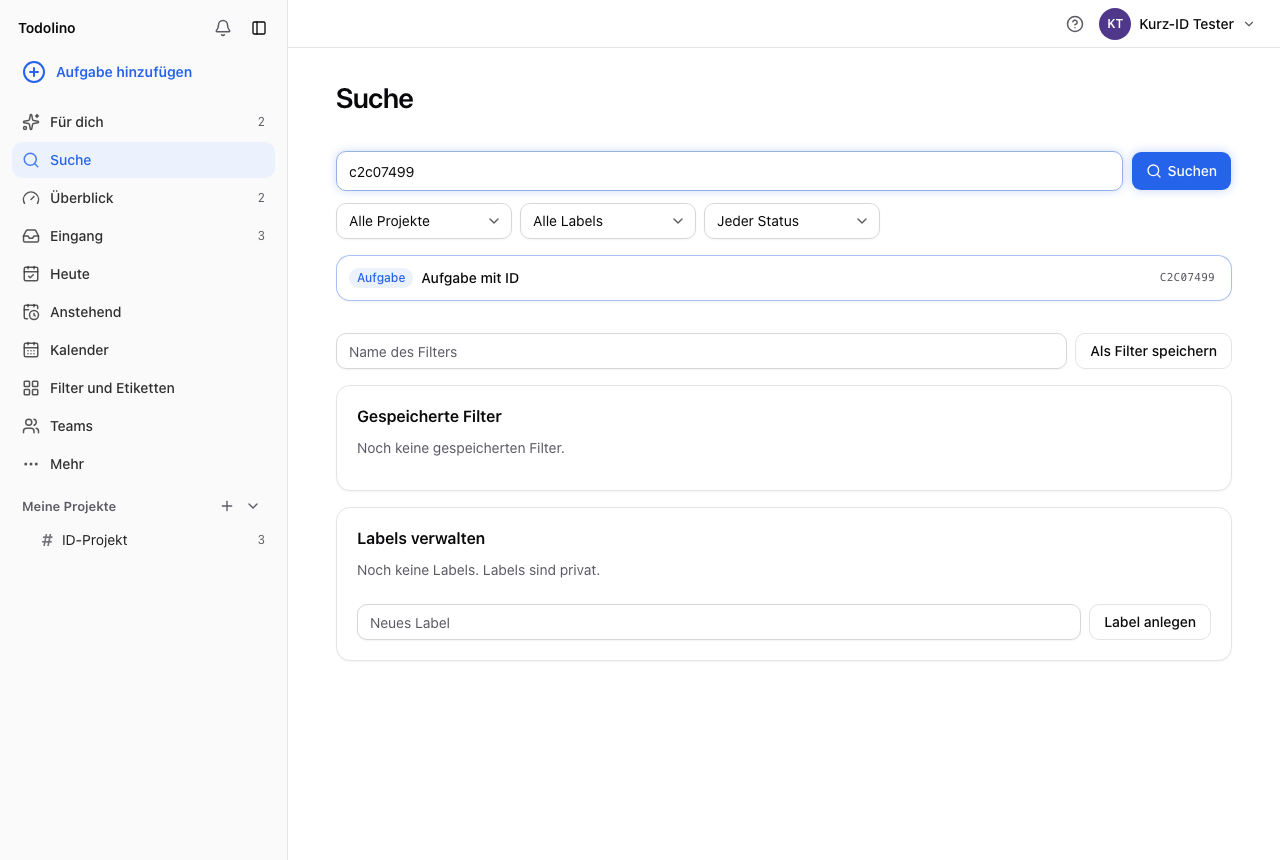 Todolino
Kurz-ID Tester
KT
Aufgabe hinzufügen
Für dich 2
Suche
Überblick 2
Eingang 3
Heute
Anstehend
Kalender
Filter und Etiketten
Teams
Mehr
Meine Projekte
# ID-Projekt 3
Suche
c2c07499 Suchen
Alle Projekte Alle Labels Jeder Status
Aufgabe Aufgabe mit ID C2C07499
Name des Filters Als Filter speichern
Gespeicherte Filter
Noch keine gespeicherten Filter.
Labels verwalten
Noch keine Labels. Labels sind privat.
Neues Label Label anlegen